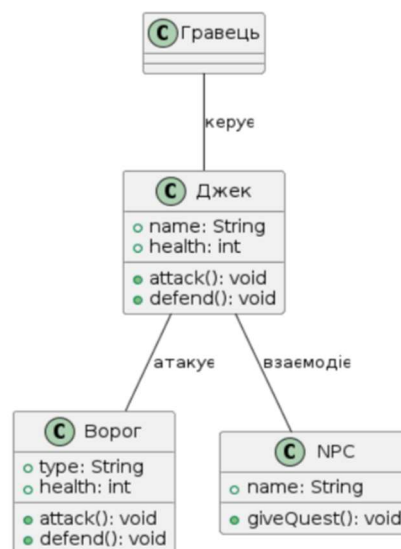 C Гравець
керує
C Джек
name: String
health: int
attack(): void
defend(): void
атакує
взаємодіє
C Ворог
type: String
health: int
attack(): void
defend(): void
C NPC
name: String
giveQuest(): void